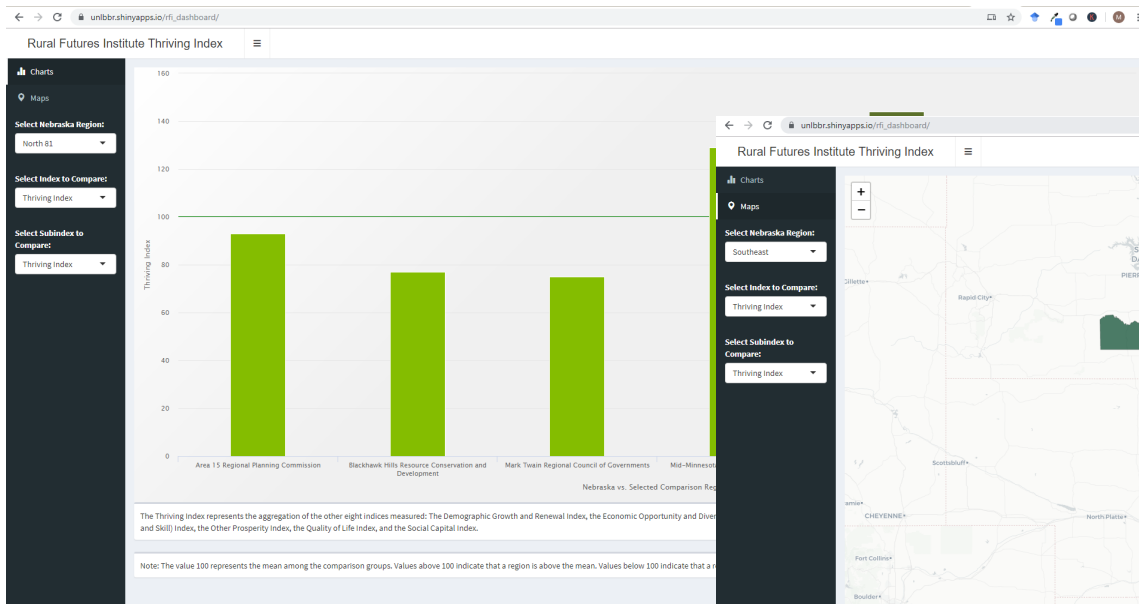 unlbbr.shinyapps.io/rfi_dashboard/
Rural Futures Institute Thriving Index
Charts
Maps
Select Nebraska Region:
North 81
Select Index to Compare:
Thriving Index
Select Subindex to
Compare:
Thriving Index
160
140
120
100
80
60
40
20
0
Thriving Index
Area 15 Regional Planning Commission
Blackhawk Hills Resource Conservation and
Development
Mark Twain Regional Council of Governments
Nebraska vs. Selected Comparison
The Thriving Index represents the aggregation of the other eight indices measured: The Demographic Growth and Renewal Index, the Economic Opportunity and
and Skill) Index, the Other Prosperity Index, the Quality of Life Index, and the Social Capital Index.
Note: The value 100 represents the mean among the comparison groups. Values above 100 indicate that a region is above the mean. Values below 100 indicate that a
unlbbr.shinyapps.io/rfi_dashboard/
Rural Futures Institute Thriving Index
Charts
Maps
Select Nebraska Region:
Southeast
Select Index to Compare:
Thriving Index
Select Subindex to
Compare:
Thriving Index
+
−
Rapid City
Scottsbluff
CHEYENNE
North Platte
Fort Collins
Boulder